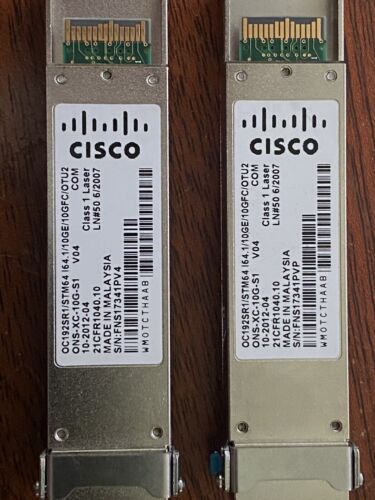 CISCO
OC192SR1/STM64 I64.1/10GE/10GFC/OTU2
ONS-XC-10G-S1 V04 COM
10-2012-04 Class 1 Laser
21CFR1040.10 LN#50 6/2007
MADE IN MALAYSIA
S/N:FNS17341PV4
WMOTCTHAAB
CISCO
OC192SR1/STM64 I64.1/10GE/10GFC/OTU2
ONS-XC-10G-S1 V04 COM
10-2012-04 Class 1 Laser
21CFR1040.10 LN#50 6/2007
MADE IN MALAYSIA
S/N:FNS17341PVP
WMOTCTHAAB